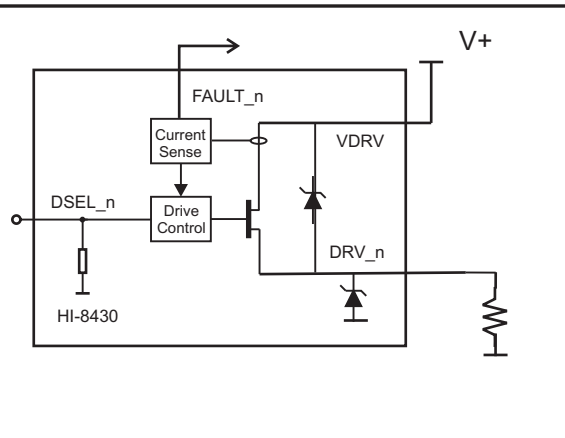 V+
FAULT_n
Current
Sense
VDRV
DSEL_n
Drive
Control
DRV_n
HI-8430